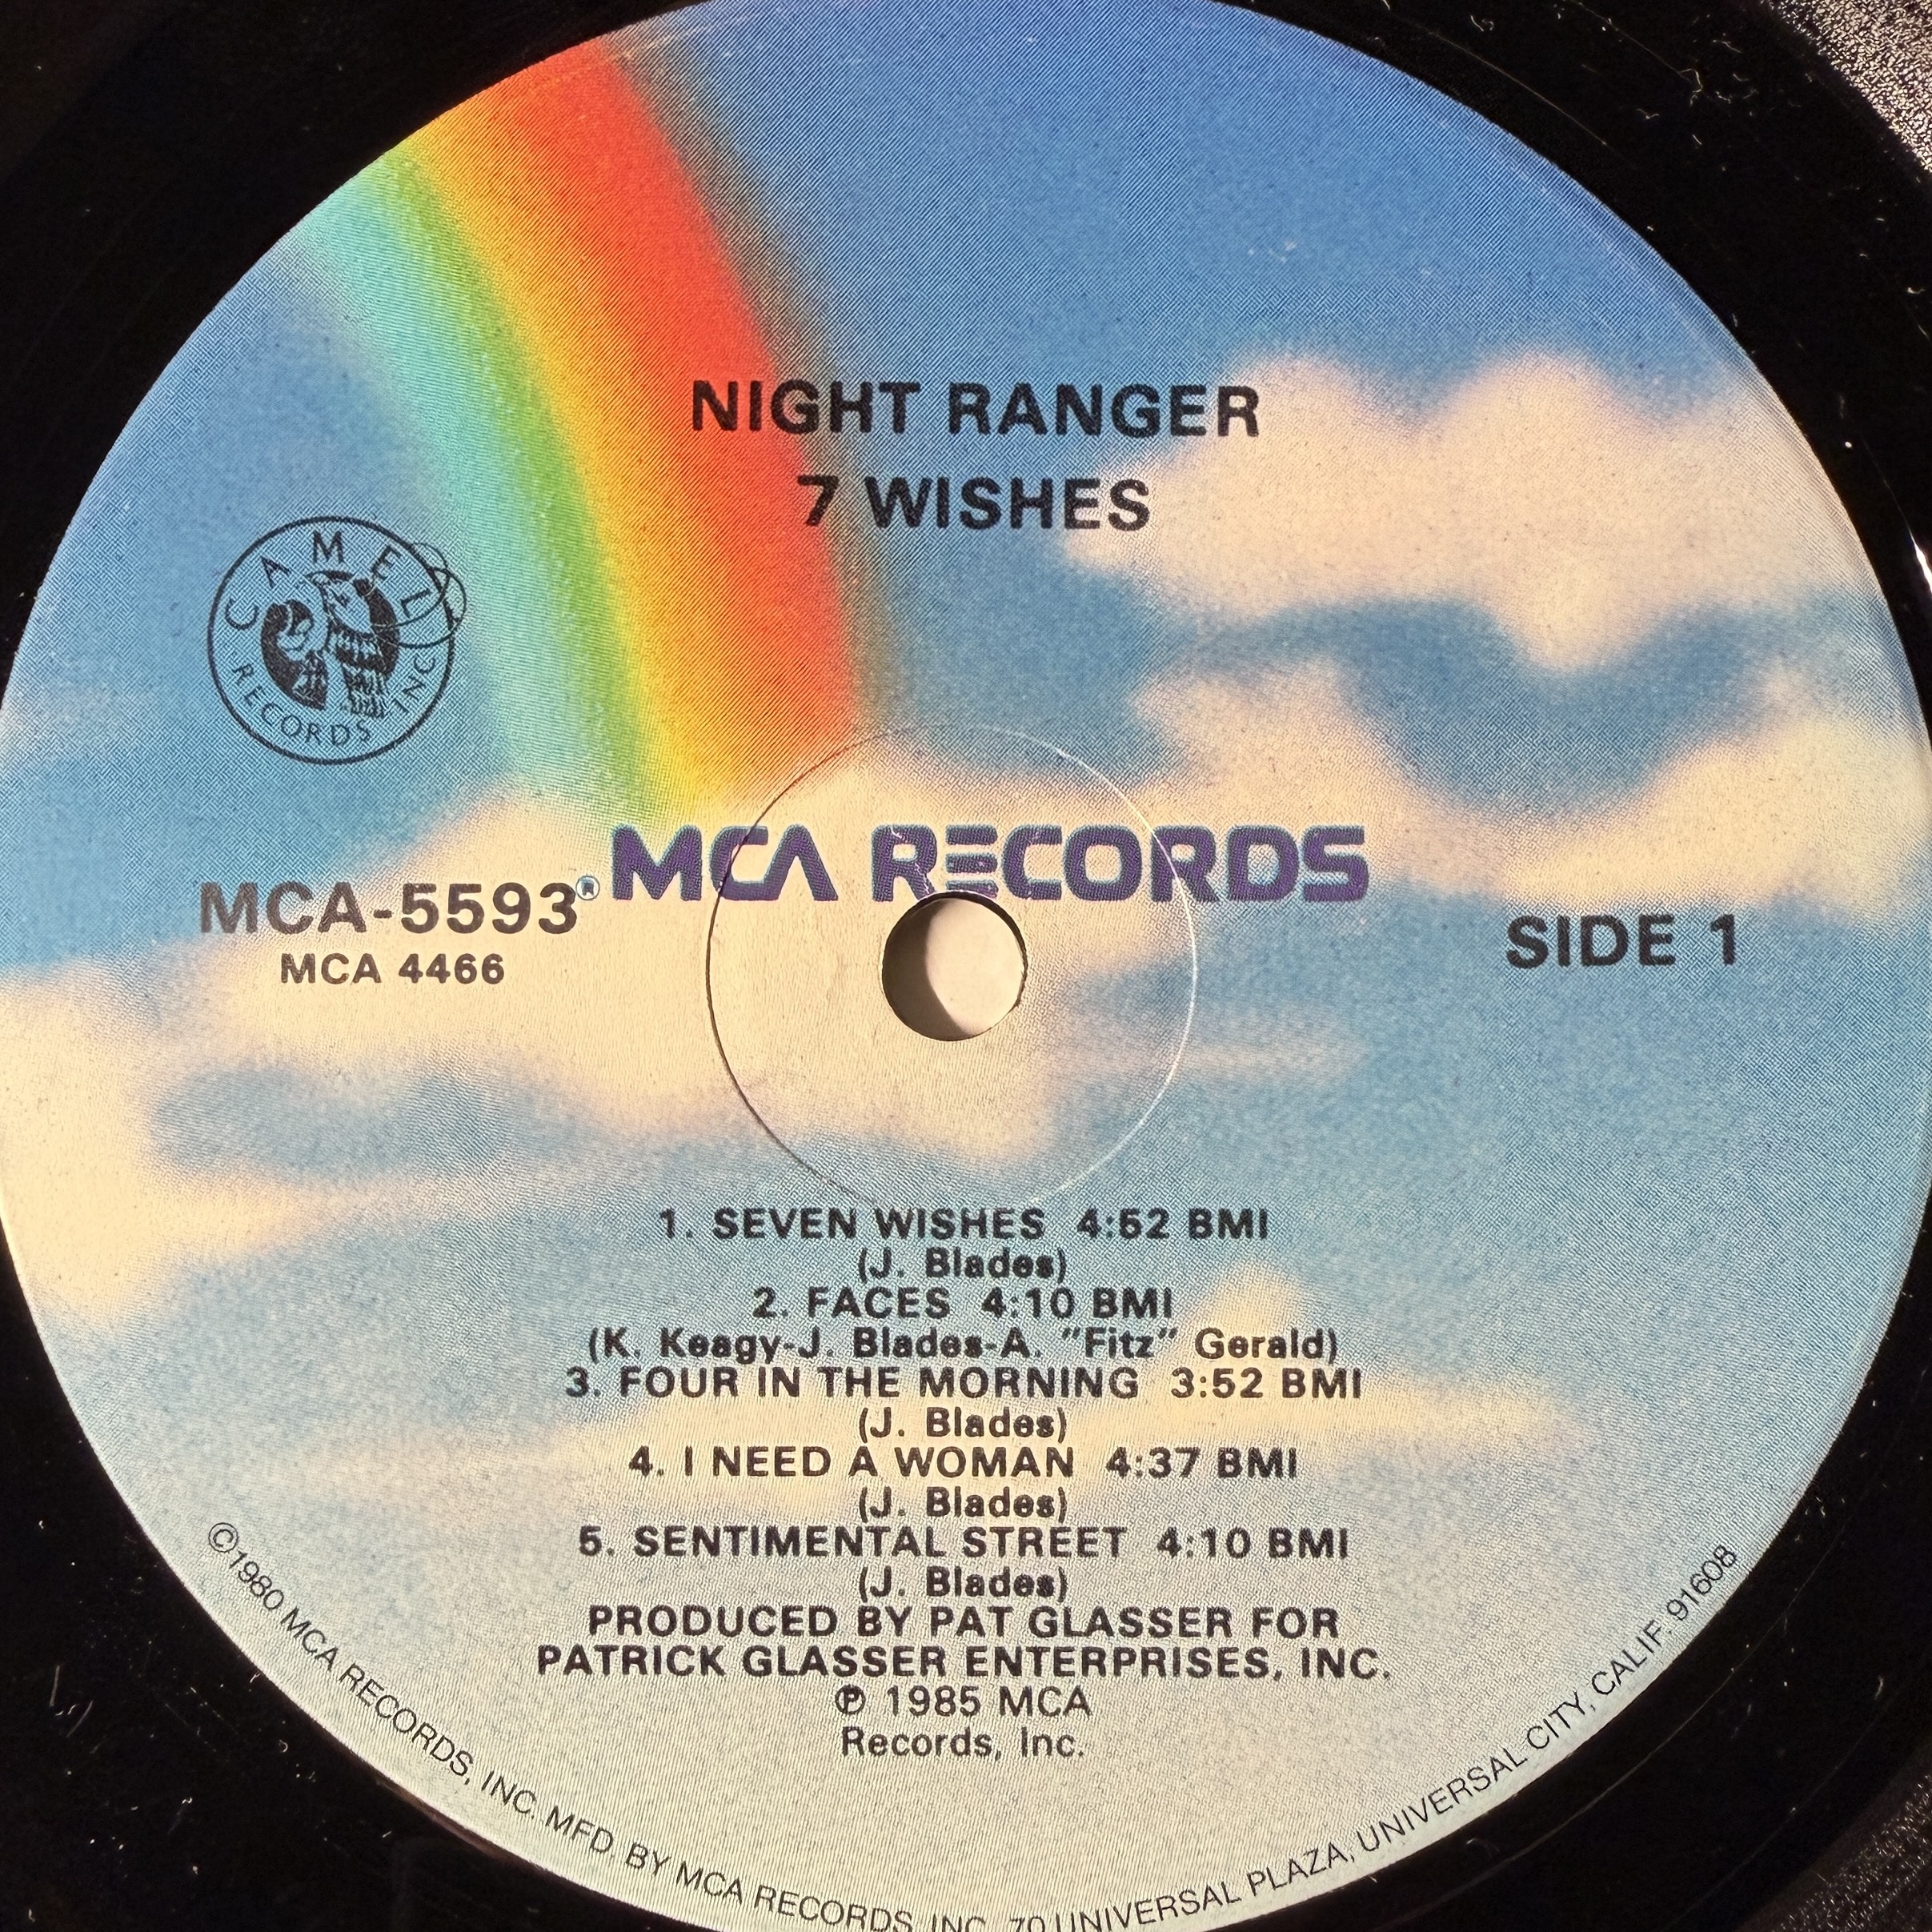 NIGHT RANGER
7 WISHES
CAMEL
RECORDS INC
MCA RECORDS
®
MCA-5593
MCA 4466
SIDE 1
1. SEVEN WISHES 4:52 BMI
(J. Blades)
2. FACES 4:10 BMI
(K. Keagy-J. Blades-A. "Fitz" Gerald)
3. FOUR IN THE MORNING 3:52 BMI
(J. Blades)
4. I NEED A WOMAN 4:37 BMI
(J. Blades)
5. SENTIMENTAL STREET 4:10 BMI
(J. Blades)
PRODUCED BY PAT GLASSER FOR
PATRICK GLASSER ENTERPRISES, INC.
℗ 1985 MCA
Records, Inc.
©1980 MCA RECORDS, INC. MFD. BY MCA RECORDS, INC. 70 UNIVERSAL PLAZA, UNIVERSAL CITY, CALIF. 91608